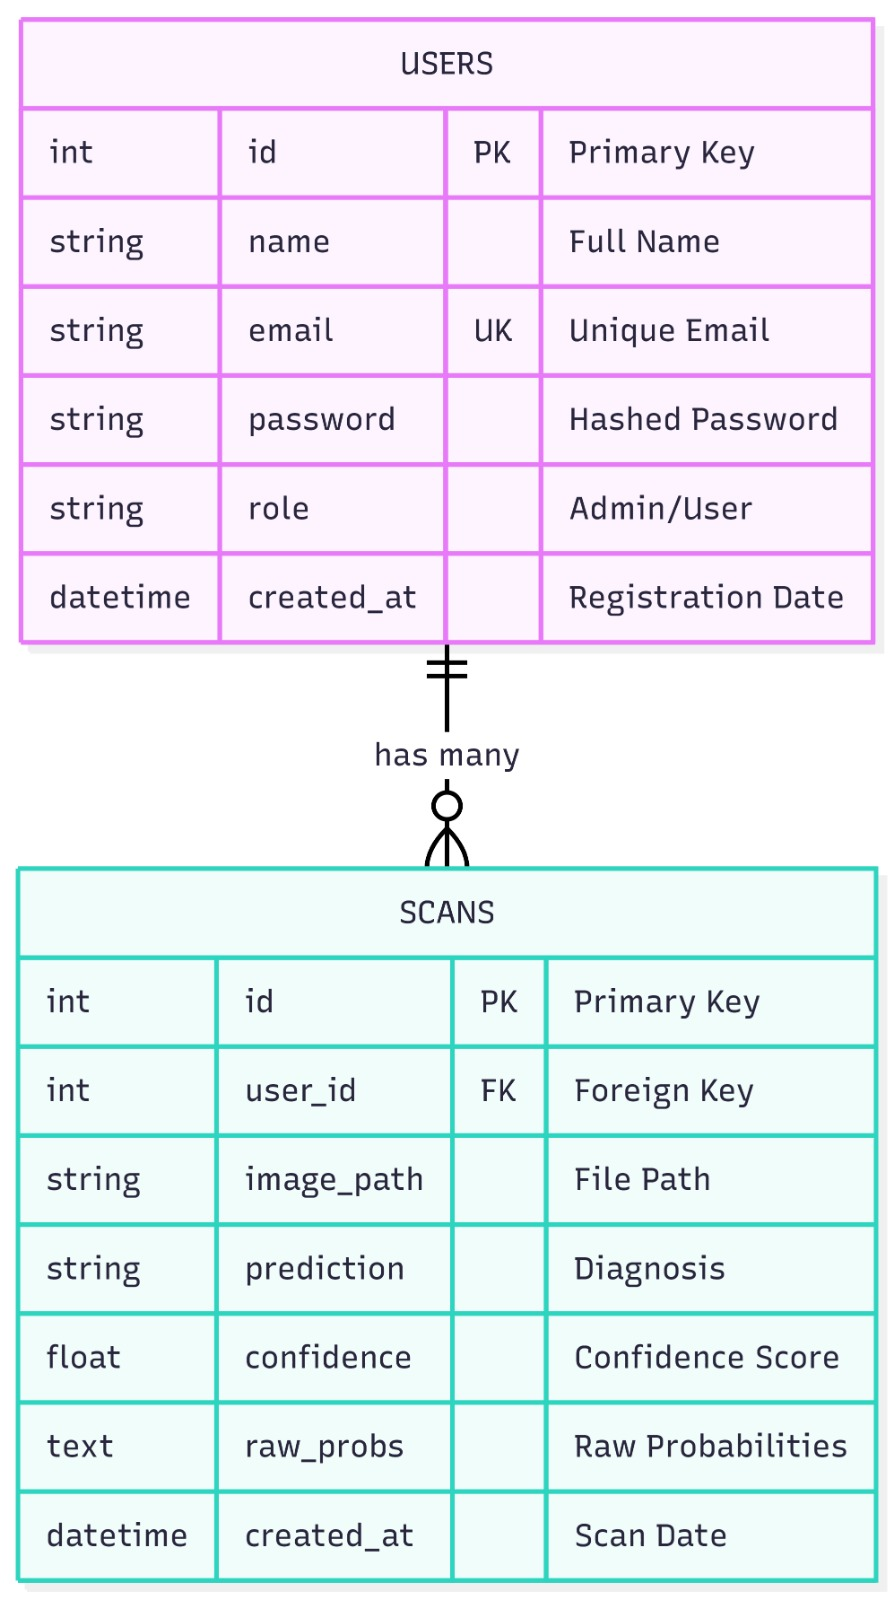 USERS
int id PK Primary Key
string name Full Name
string email UK Unique Email
string password Hashed Password
string role Admin/User
datetime created_at Registration Date
has many
SCANS
int id PK Primary Key
int user_id FK Foreign Key
string image_path File Path
string prediction Diagnosis
float confidence Confidence Score
text raw_probs Raw Probabilities
datetime created_at Scan Date